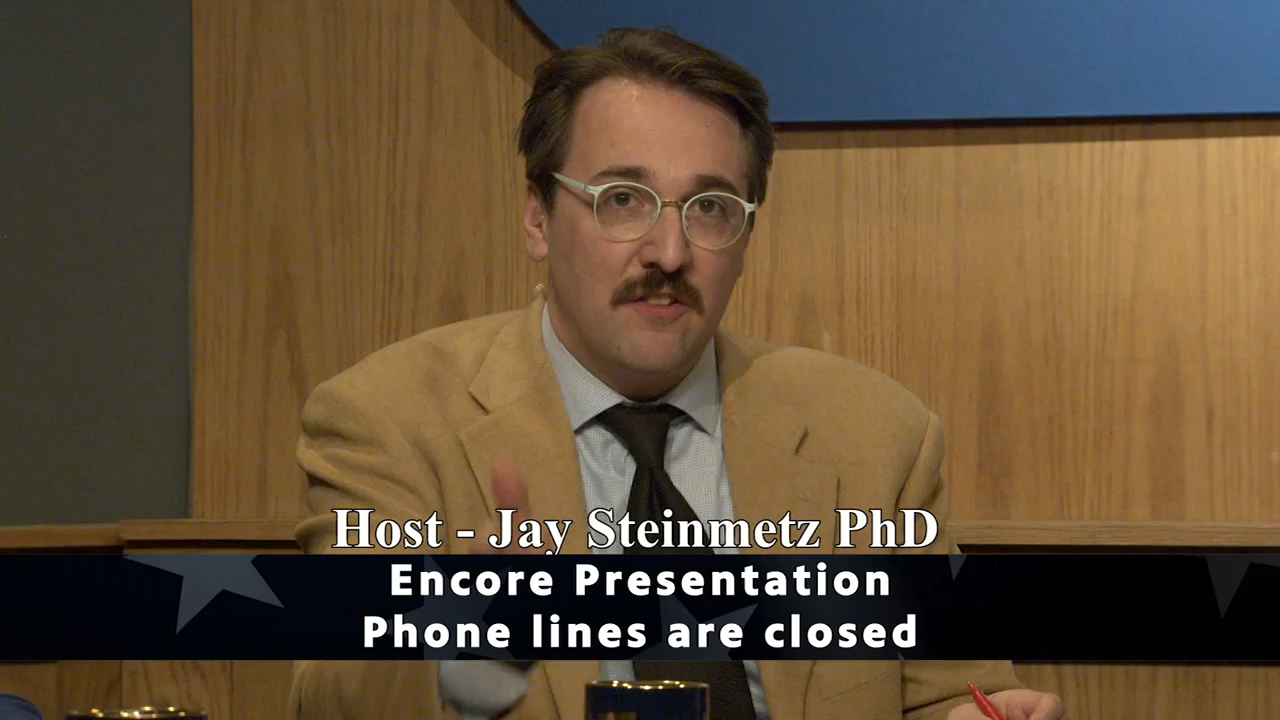 Host - Jay Steinmetz PhD
Encore Presentation
Phone lines are closed